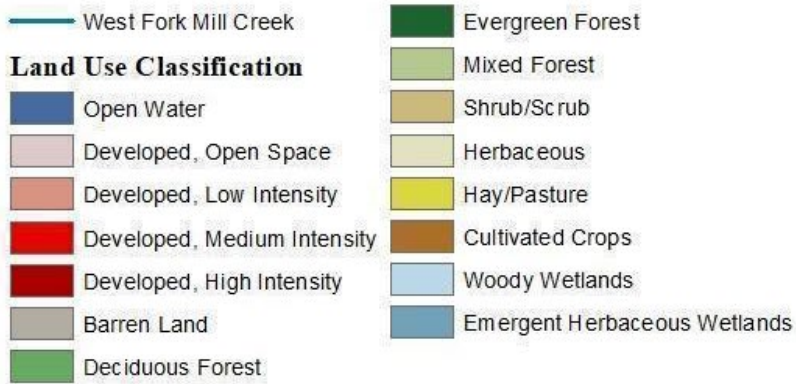 West Fork Mill Creek
Land Use Classification
Open Water
Developed, Open Space
Developed, Low Intensity
Developed, Medium Intensity
Developed, High Intensity
Barren Land
Deciduous Forest
Evergreen Forest
Mixed Forest
Shrub/Scrub
Herbaceous
Hay/Pasture
Cultivated Crops
Woody Wetlands
Emergent Herbaceous Wetlands